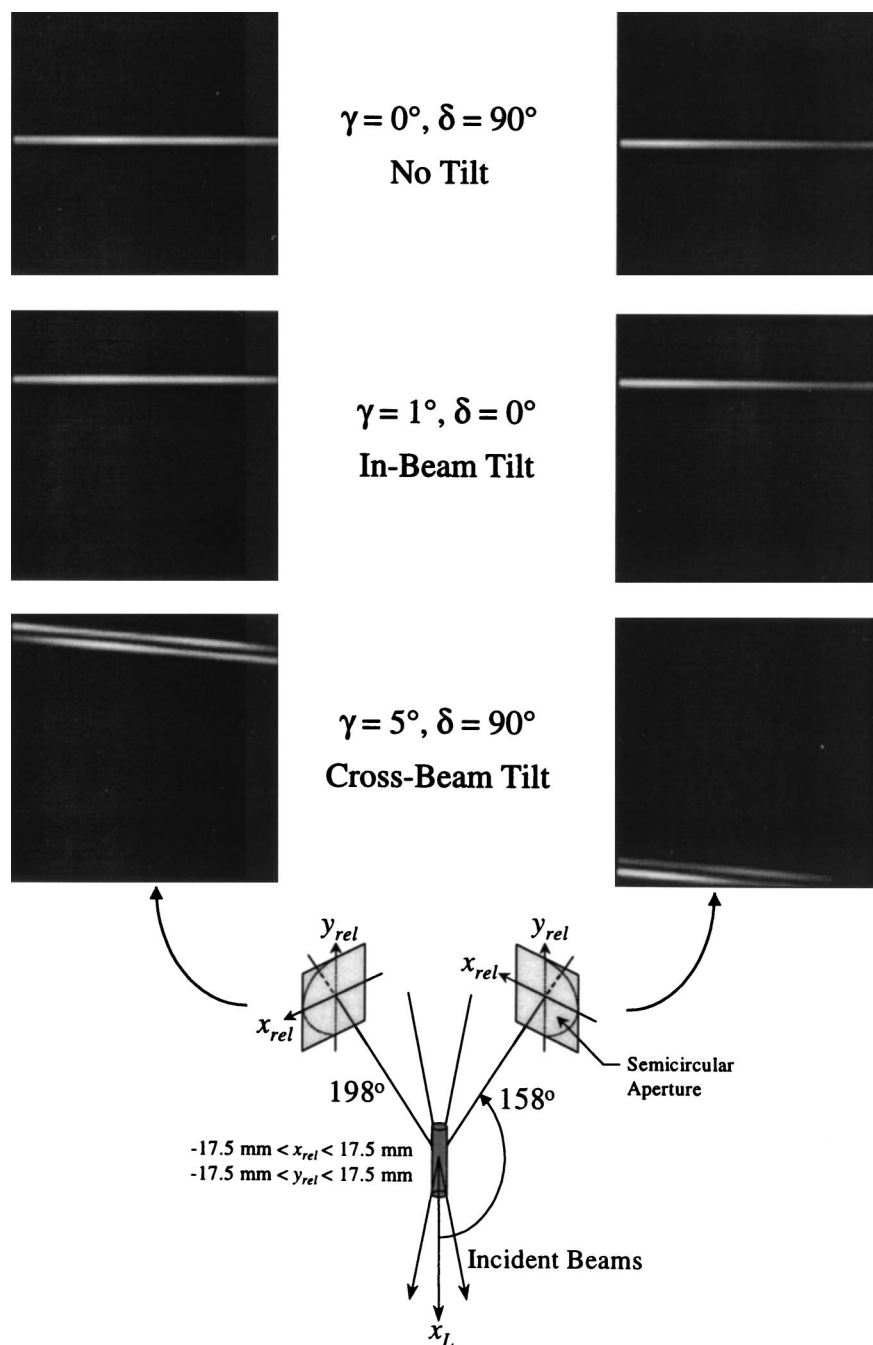 γ = 0°, δ = 90°
No Tilt
γ = 1°, δ = 0°
In-Beam Tilt
γ = 5°, δ = 90°
Cross-Beam Tilt
y_rel
y_rel
x_rel
x_rel
198°
158°
Semicircular
Aperture
-17.5 mm < x_rel < 17.5 mm
-17.5 mm < y_rel < 17.5 mm
Incident Beams
x_L